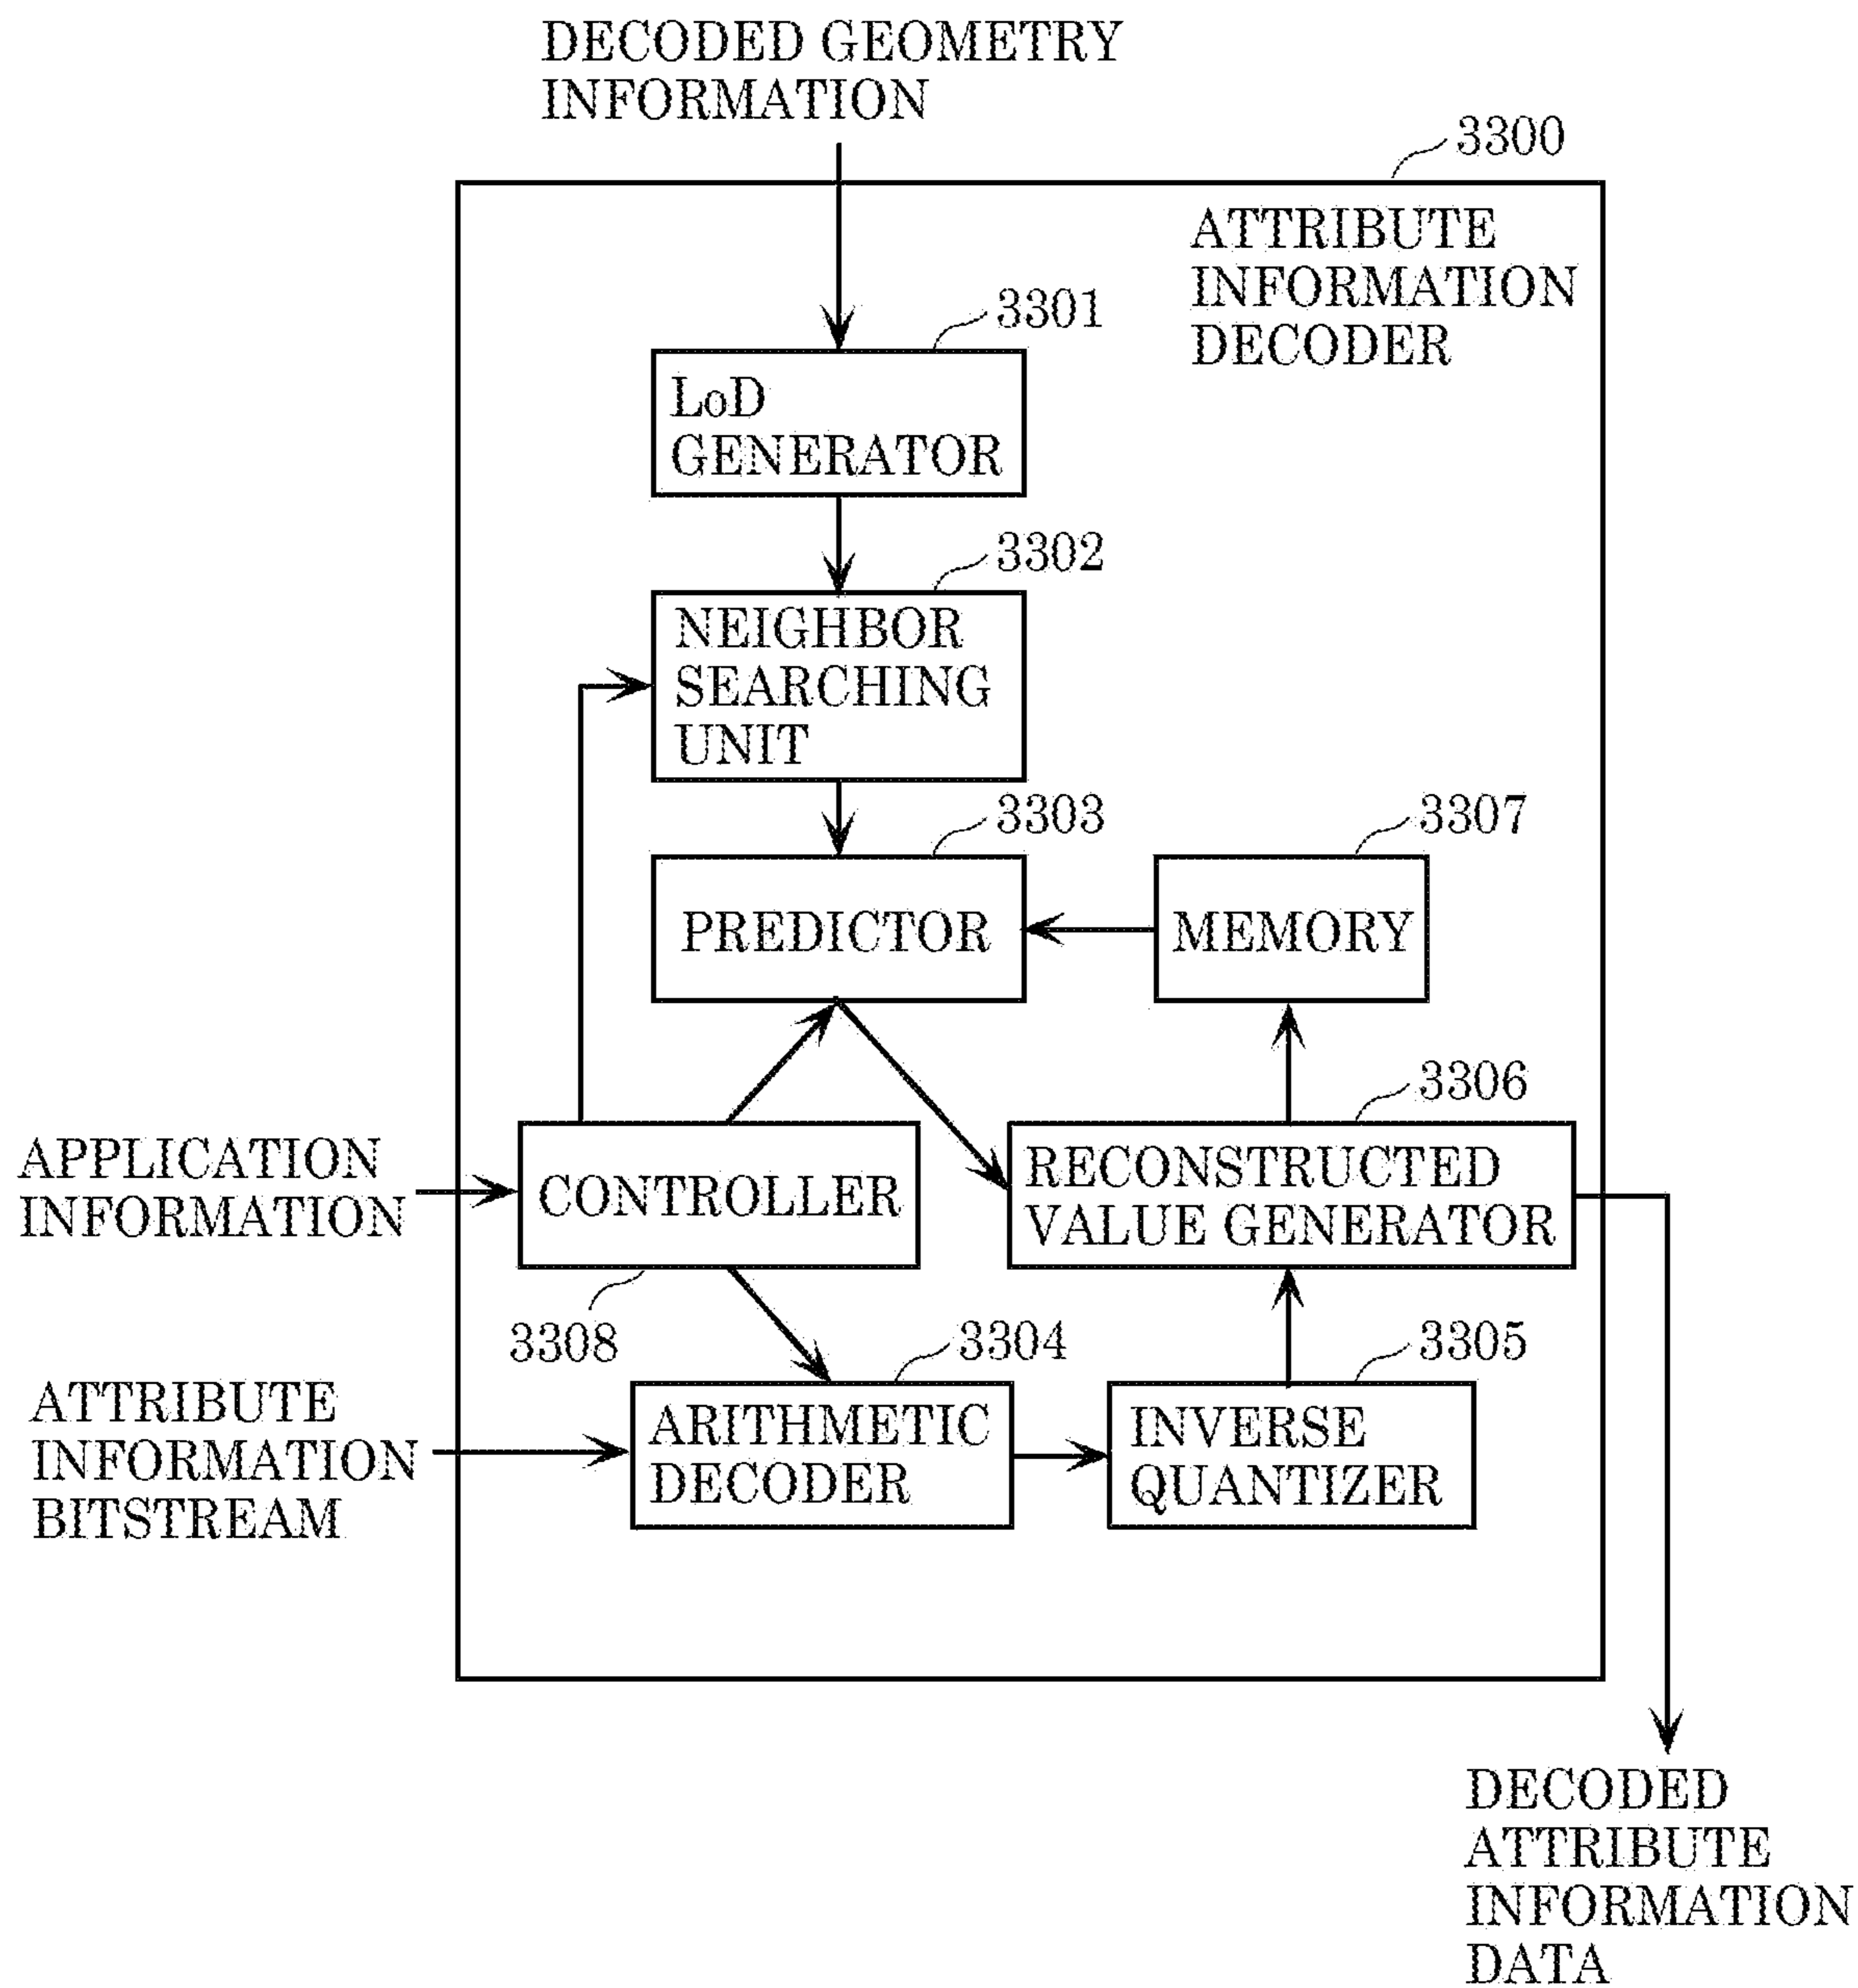 DECODED GEOMETRY
INFORMATION
3300
ATTRIBUTE
INFORMATION
DECODER
3301
LoD
GENERATOR
3302
NEIGHBOR
SEARCHING
UNIT
3303
3307
PREDICTOR
MEMORY
3306
APPLICATION
INFORMATION
CONTROLLER
RECONSTRUCTED
VALUE GENERATOR
3308
3304
3305
ATTRIBUTE
INFORMATION
BITSTREAM
ARITHMETIC
DECODER
INVERSE
QUANTIZER
DECODED
ATTRIBUTE
INFORMATION
DATA